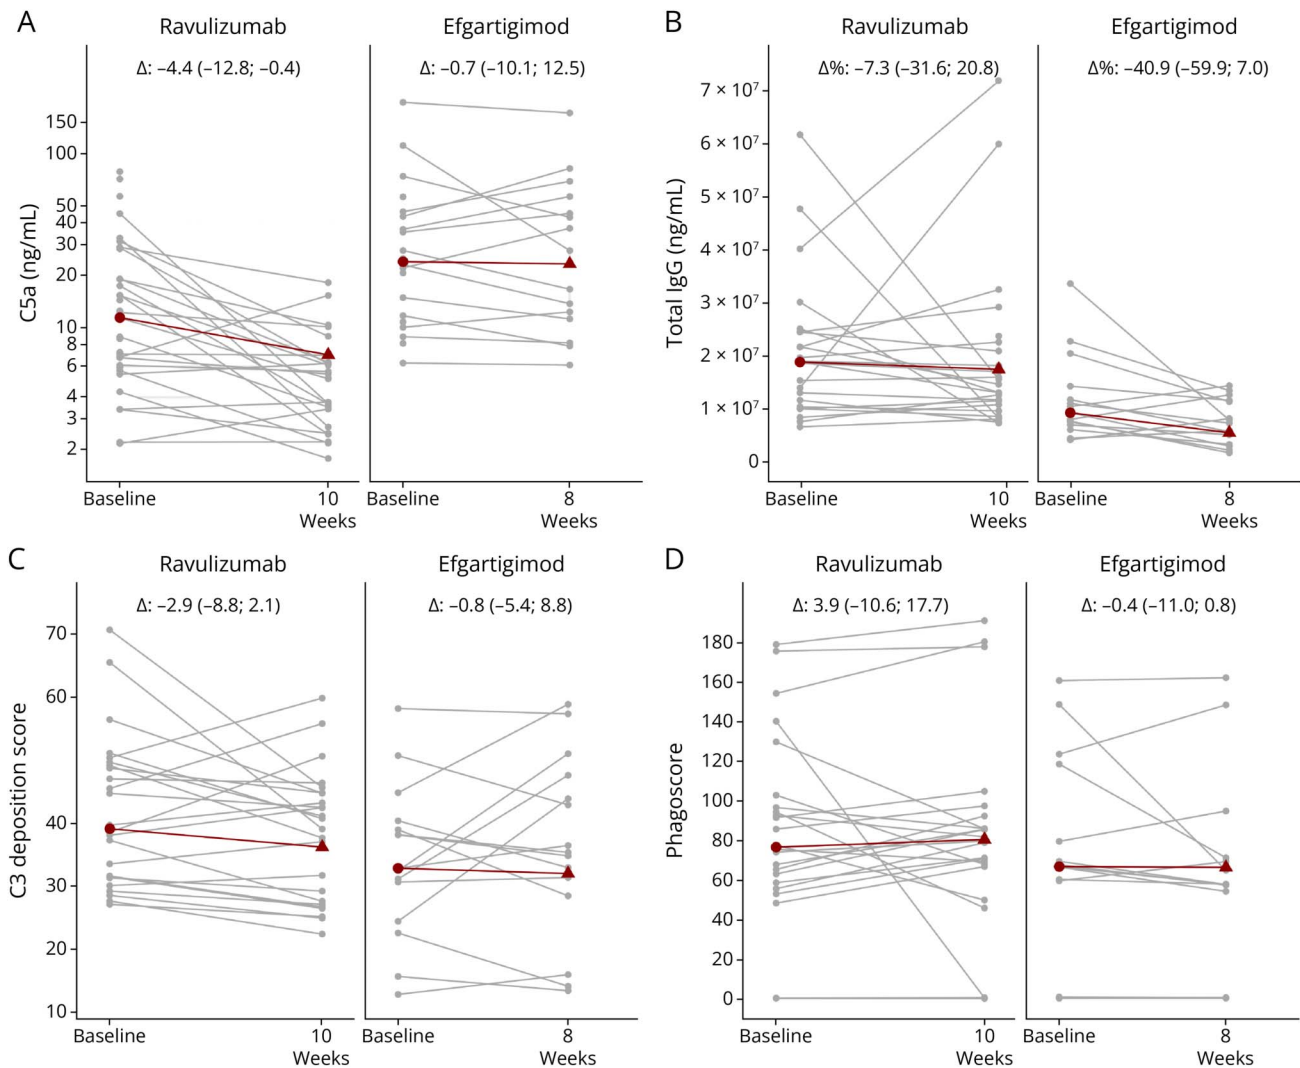 A
Ravulizumab
Efgartigimod
Δ: –4.4 (–12.8; –0.4)
Δ: –0.7 (–10.1; 12.5)
C5a (ng/mL)
150
100
50
40
30
20
10
8
6
4
3
2
Baseline
10
Weeks
Baseline
8
Weeks
B
Ravulizumab
Efgartigimod
Δ%: –7.3 (–31.6; 20.8)
Δ%: –40.9 (–59.9; 7.0)
Total IgG (ng/mL)
7 × 10⁷
6 × 10⁷
5 × 10⁷
4 × 10⁷
3 × 10⁷
2 × 10⁷
1 × 10⁷
0
Baseline
10
Weeks
Baseline
8
Weeks
C
Ravulizumab
Efgartigimod
Δ: –2.9 (–8.8; 2.1)
Δ: –0.8 (–5.4; 8.8)
C3 deposition score
70
60
40
30
20
10
Baseline
10
Weeks
Baseline
8
Weeks
D
Ravulizumab
Efgartigimod
Δ: 3.9 (–10.6; 17.7)
Δ: –0.4 (–11.0; 0.8)
Phagoscore
180
160
140
120
100
80
60
40
20
0
Baseline
10
Weeks
Baseline
8
Weeks